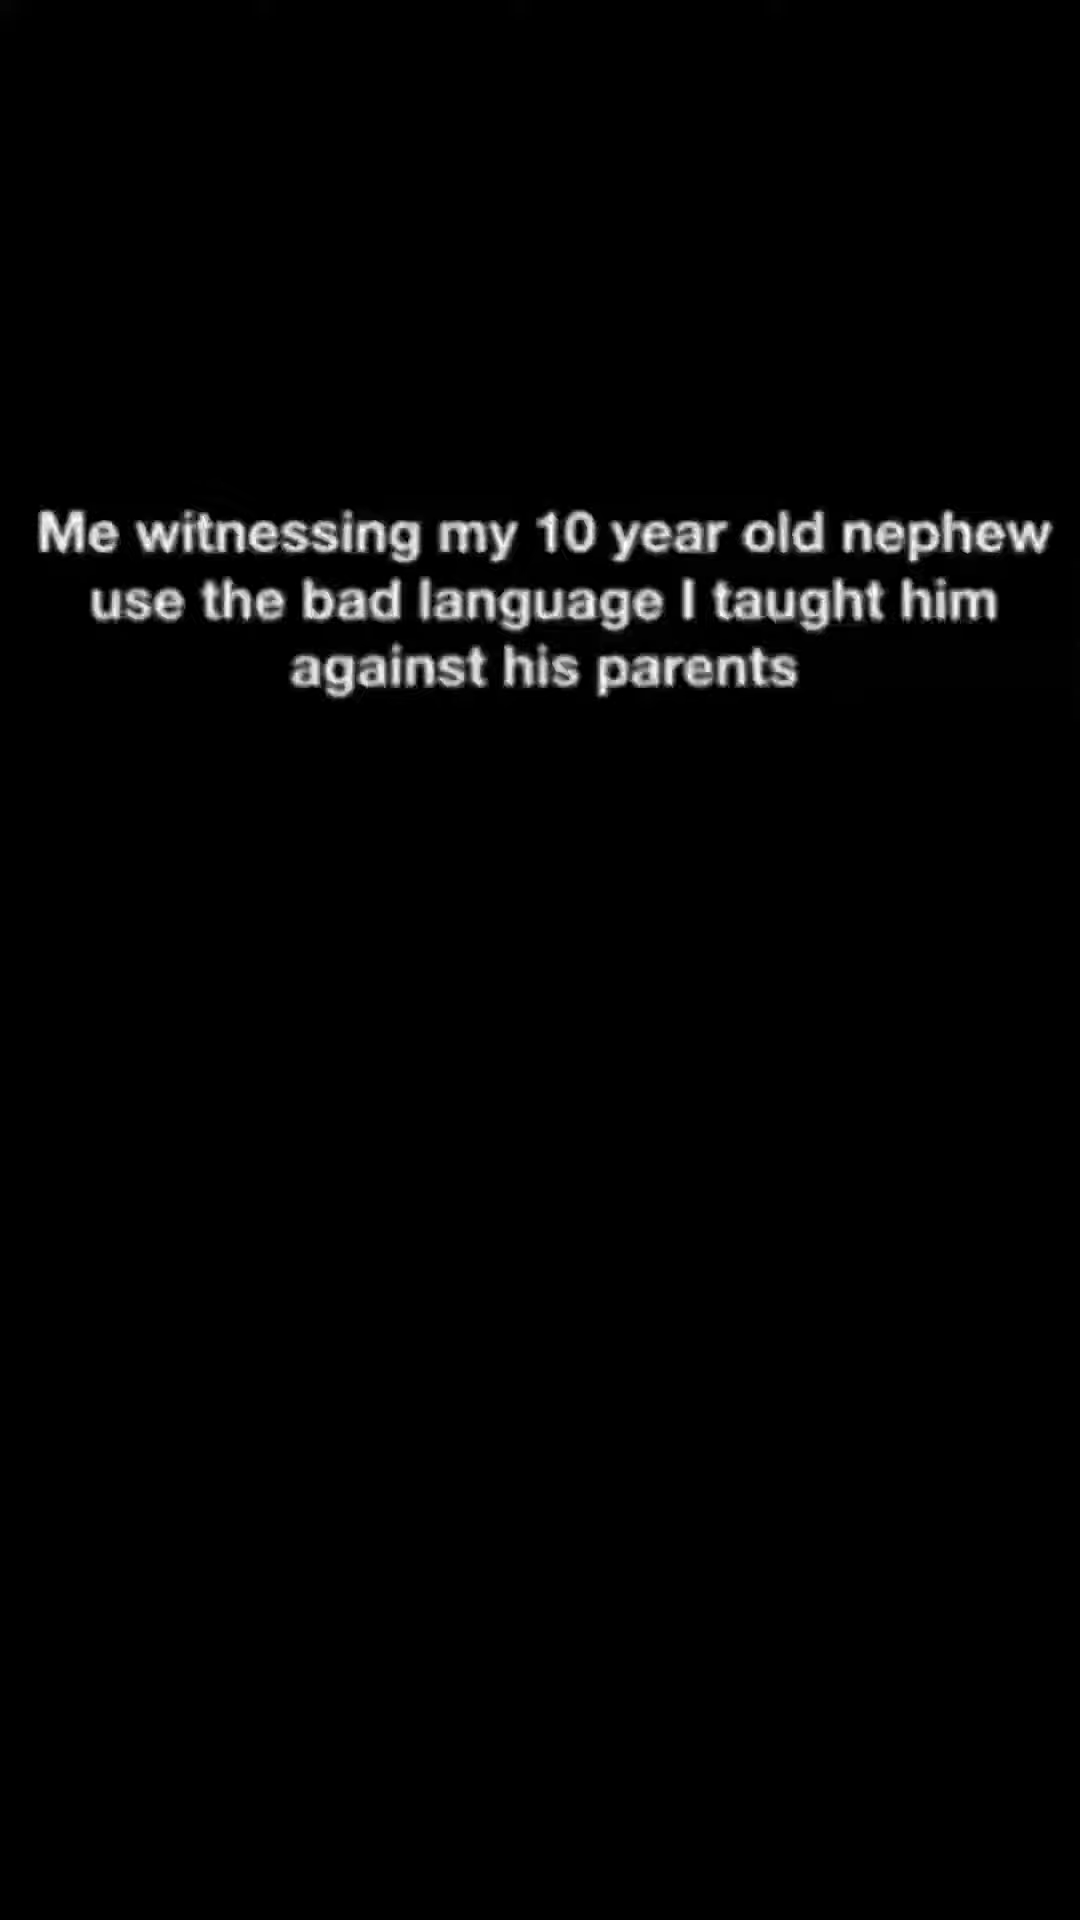 Me witnessing my 10 year old nephew
use the bad language I taught him
against his parents